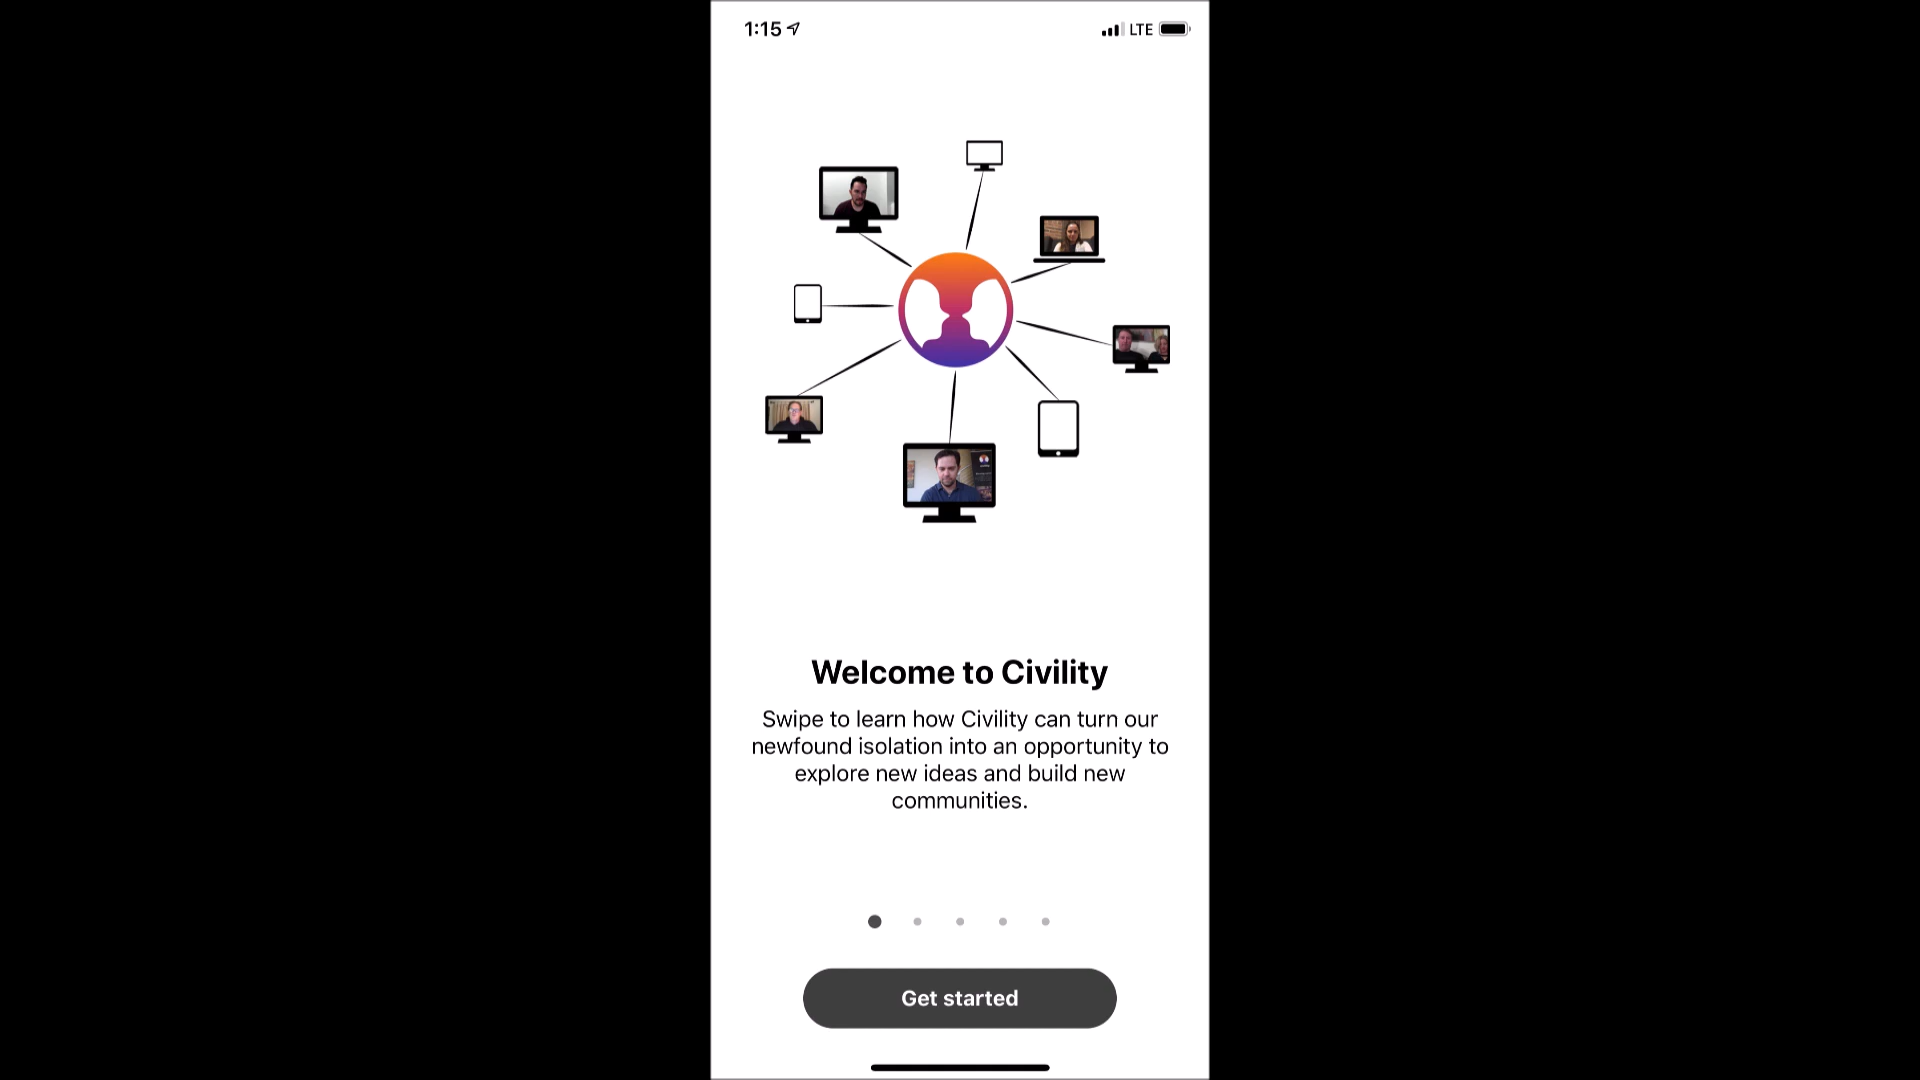 1:15
LTE
Welcome to Civility
Swipe to learn how Civility can turn our
newfound isolation into an opportunity to
explore new ideas and build new
communities.
Get started